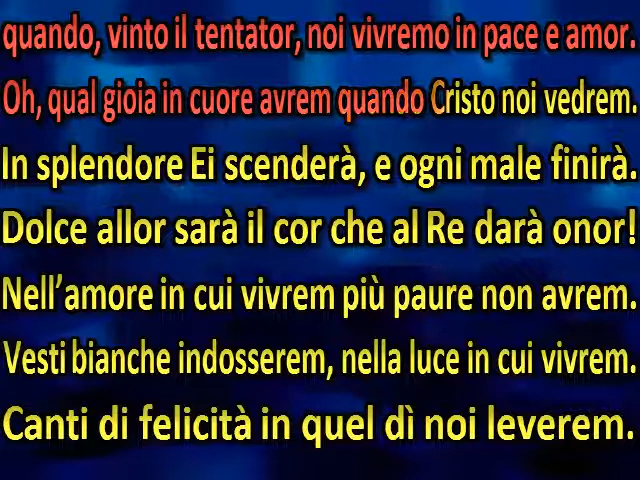 quando, vinto il tentator, noi vivremo in pace e amor.
Oh, qual gioia in cuore avrem quando Cristo noi vedrem.
In splendore Ei scenderà, e ogni male finirà.
Dolce allor sarà il cor che al Re darà onor!
Nell’amore in cui vivrem più paure non avrem.
Vesti bianche indosserem, nella luce in cui vivrem.
Canti di felicità in quel dì noi leverem.